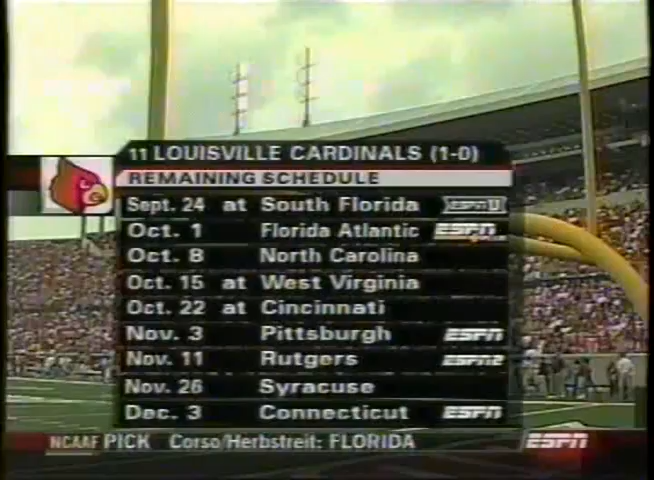 11 LOUISVILLE CARDINALS (1-0)
REMAINING SCHEDULE
Sept. 24 at South Florida ESPNU
Oct. 1 Florida Atlantic ESPN
Oct. 8 North Carolina
Oct. 15 at West Virginia
Oct. 22 at Cincinnati
Nov. 3 Pittsburgh ESPN
Nov. 11 Rutgers ESPN2
Nov. 26 Syracuse
Dec. 3 Connecticut ESPN
NCAAF PICK Corso/Herbstreit: FLORIDA ESPN